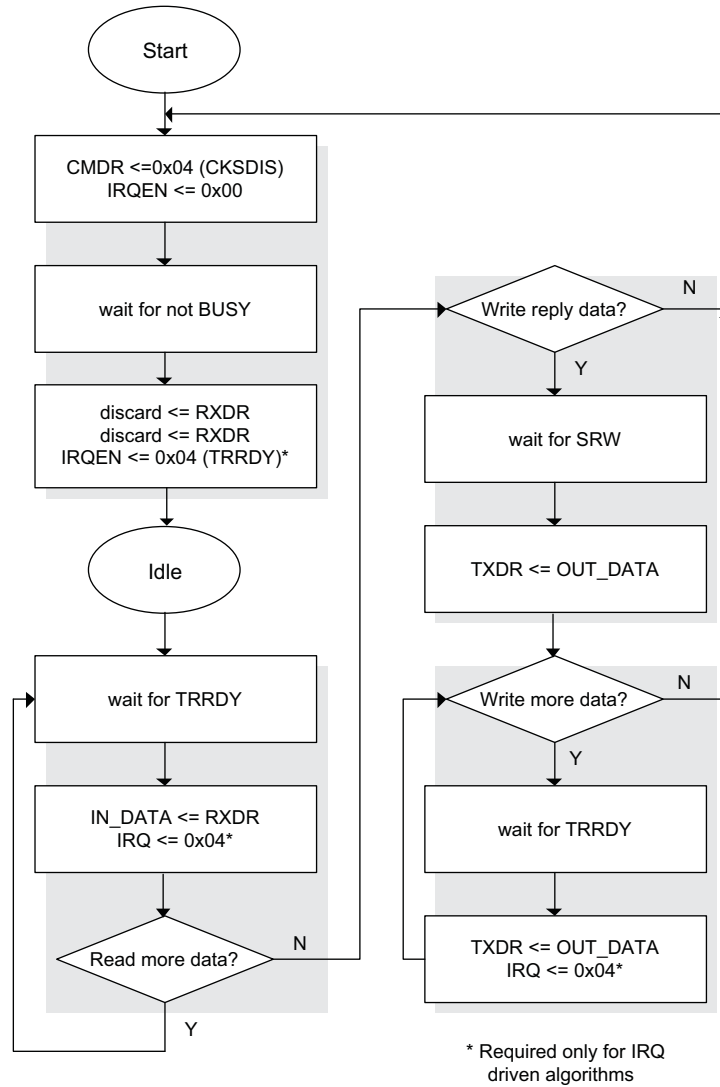 Start
CMDR <=0x04 (CKSDIS)
IRQEN <= 0x00
wait for not BUSY
discard <= RXDR
discard <= RXDR
IRQEN <= 0x04 (TRRDY)*
Idle
wait for TRRDY
IN_DATA <= RXDR
IRQ <= 0x04*
Read more data?
N
Y
Write reply data?
N
Y
wait for SRW
TXDR <= OUT_DATA
Write more data?
N
Y
wait for TRRDY
TXDR <= OUT_DATA
IRQ <= 0x04*
* Required only for IRQ
driven algorithms